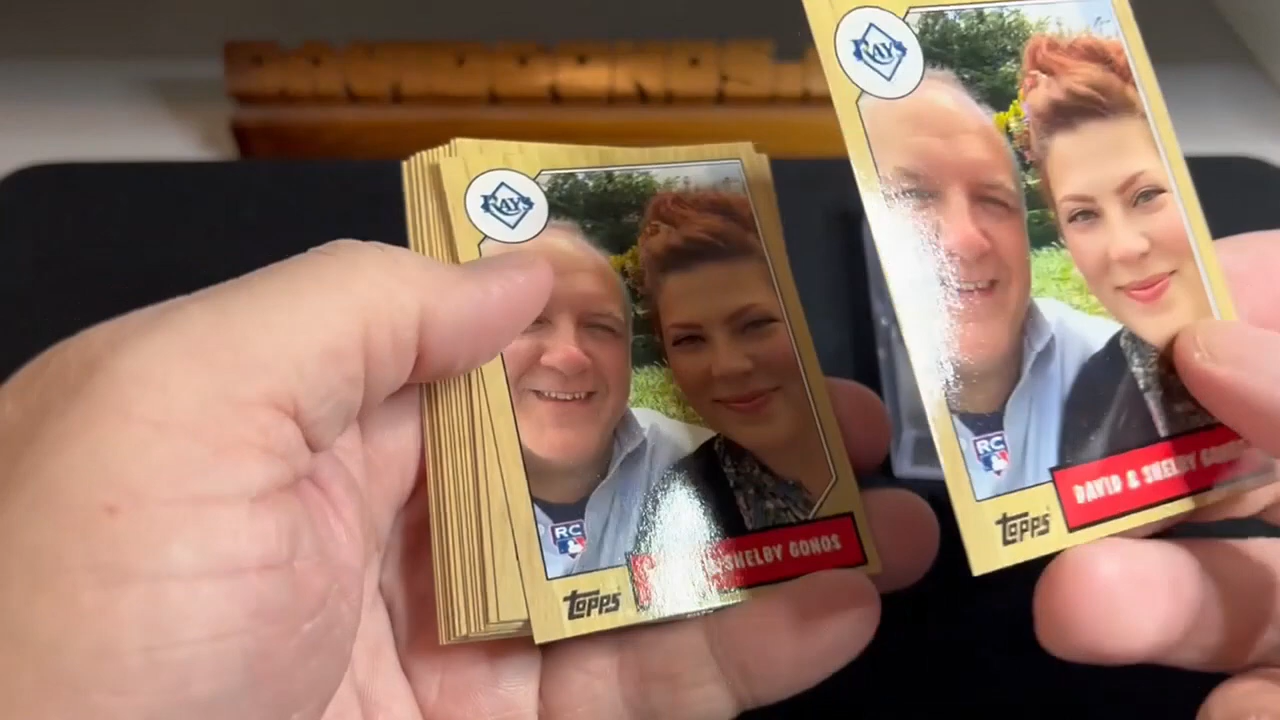 RAYS
RC
SHELBY GONOS
TOPPS
RAYS
RC
DAVID & SHELBY
TOPPS